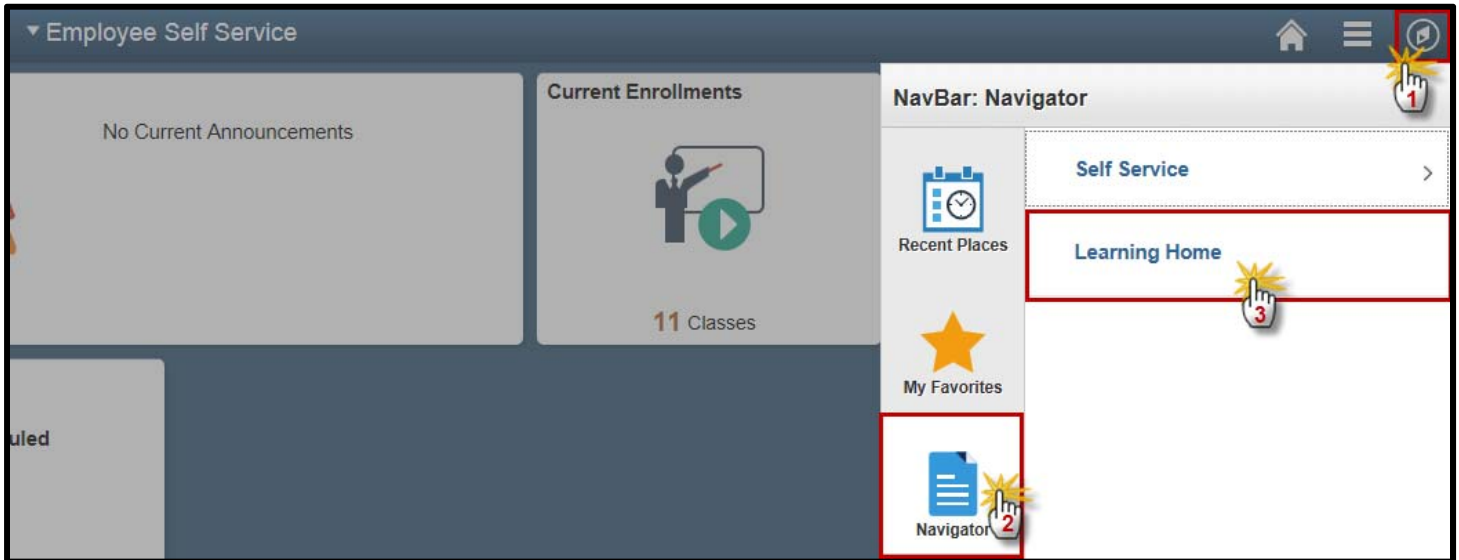 Employee Self Service
No Current Announcements
Current Enrollments
11 Classes
uled
NavBar: Navigator
1
Recent Places
My Favorites
Navigator
2
Self Service
Learning Home
3